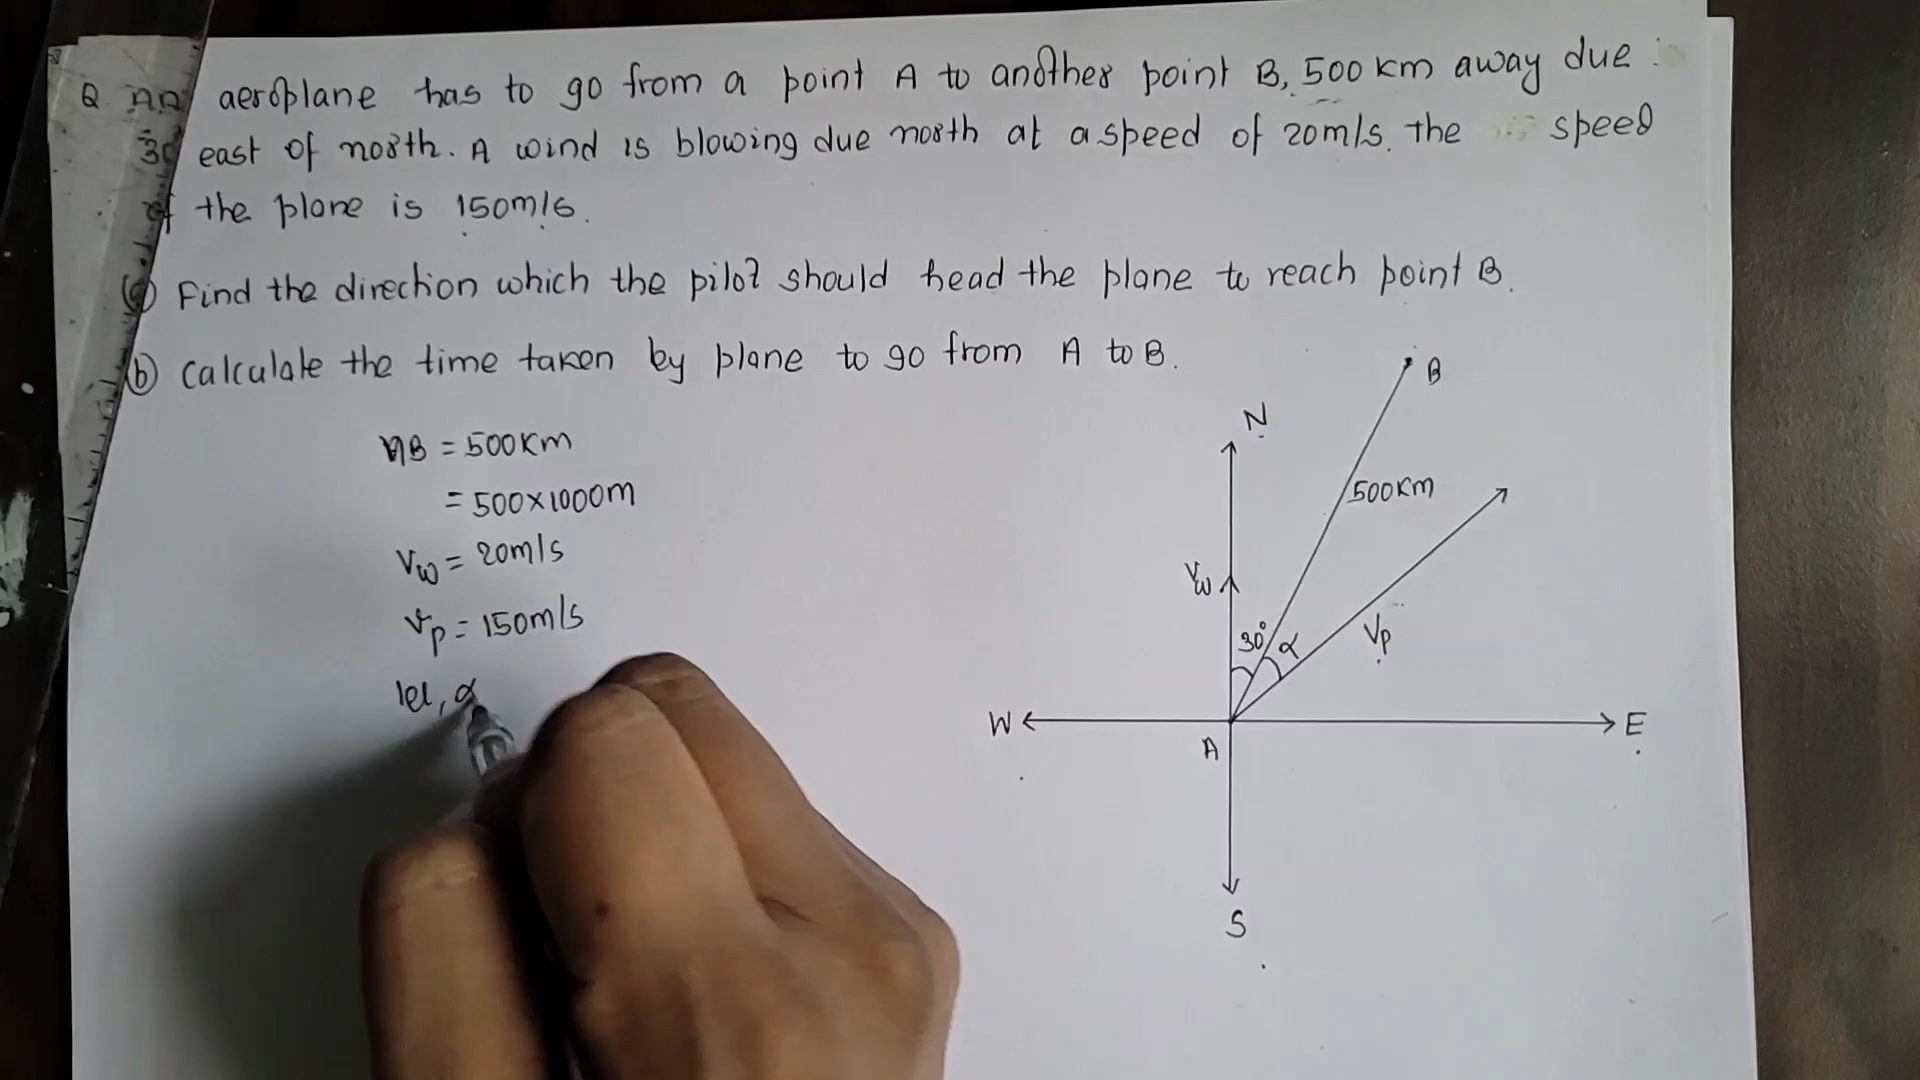 Q An aeroplane has to go from a point A to another point B, 500 km away due
30 east of north. A wind is blowing due north at a speed of 20m/s. the speed
of the plane is 150m/s.
(a) Find the direction which the pilot should head the plane to reach point B.
(b) Calculate the time taken by plane to go from A to B.
AB = 500km
= 500×1000m
Vw = 20m/s
Vp = 150m/s
let, α
B
N
500km
Vw
30° α
Vp
W
E
A
S